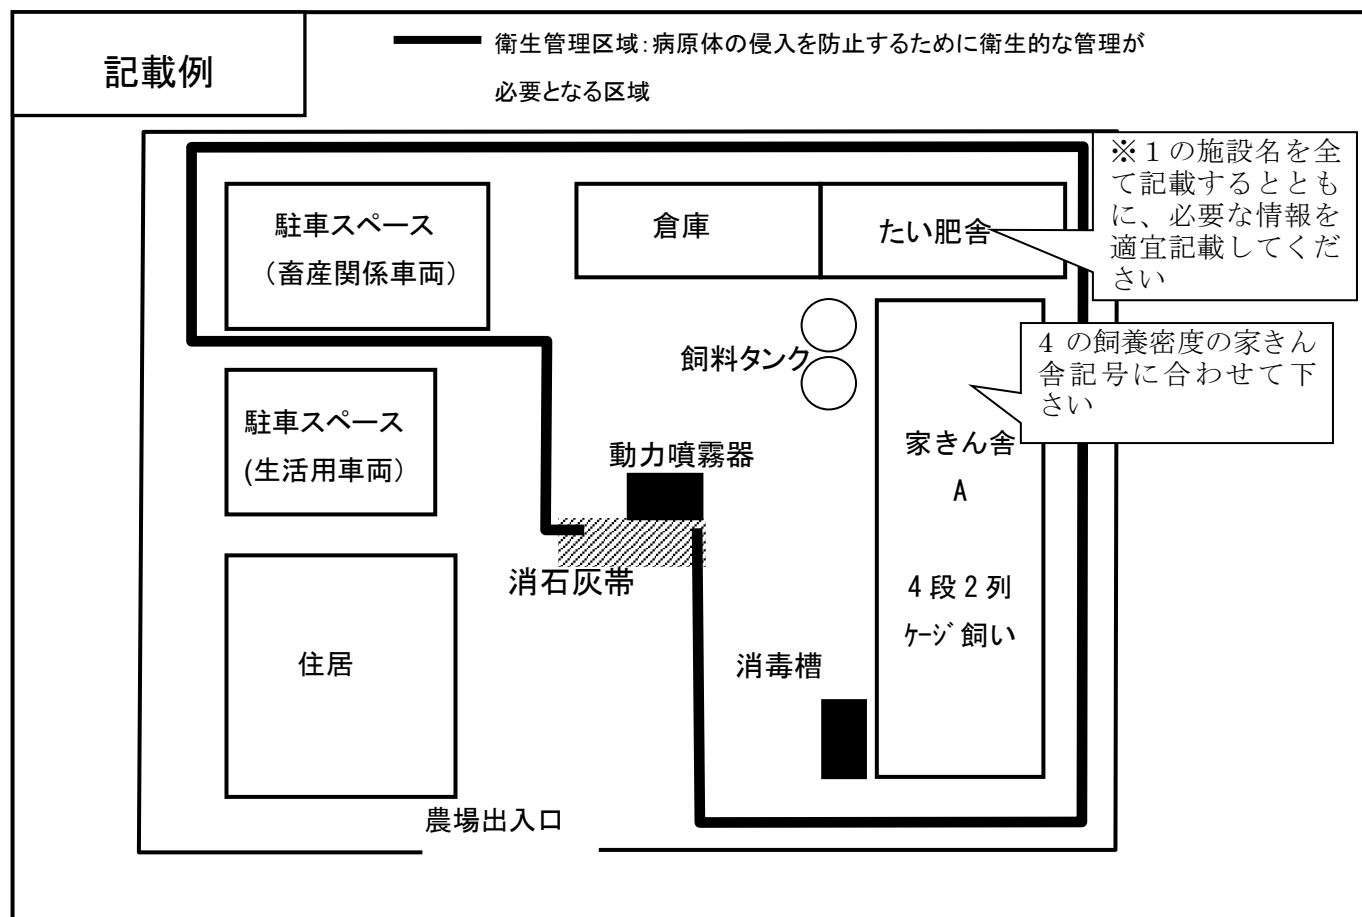 記載例
衛生管理区域：病原体の侵入を防止するために衛生的な管理が
必要となる区域
※１の施設名を全
て記載するととも
に、必要な情報を
適宜記載してくだ
さい
駐車スペース
（畜産関係車両）
倉庫
たい肥舎
飼料タンク
4 の飼養密度の家きん
舎記号に合わせて下
さい
駐車スペース
(生活用車両）
動力噴霧器
家きん舎
A
4 段 2 列
ｹｰｼﾞ飼い
消石灰帯
住居
消毒槽
農場出入口